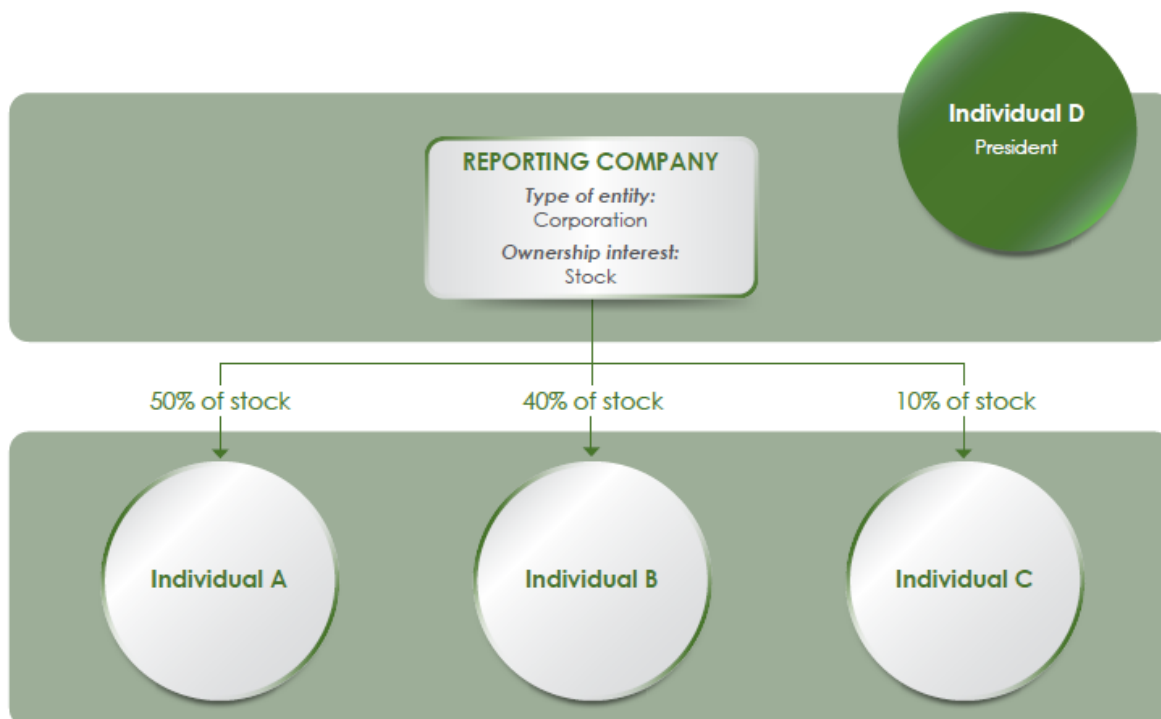 Individual D
President
REPORTING COMPANY
Type of entity:
Corporation
Ownership interest:
Stock
50% of stock
40% of stock
10% of stock
Individual A
Individual B
Individual C